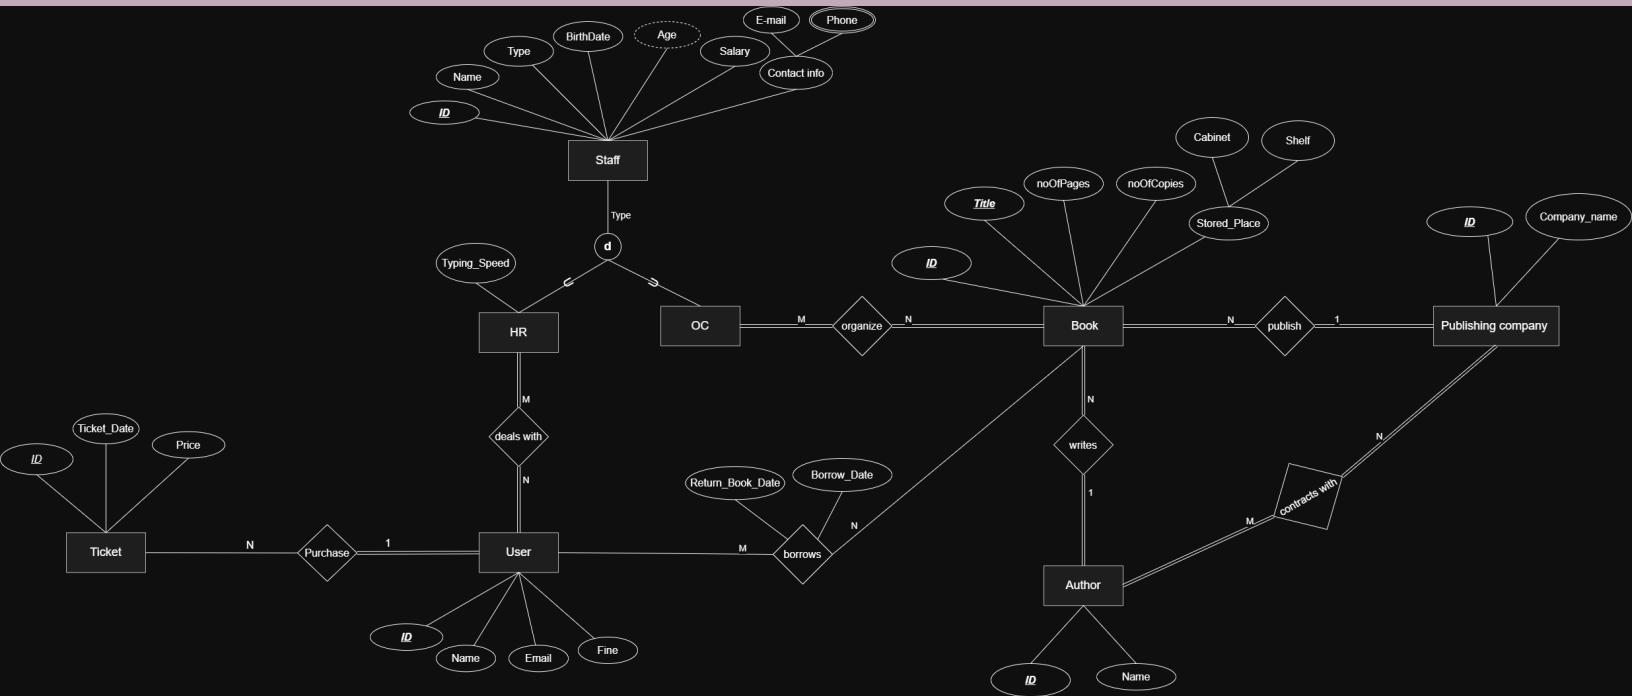 E-mail
Phone
BirthDate
Age
Type
Salary
Name
Contact info
ID
Staff
Type
d
Typing_Speed
HR
OC
M
organize
N
Cabinet
Shelf
noOfPages
noOfCopies
Title
Stored_Place
ID
Book
N
publish
1
ID
Company_name
Publishing company
M
deals with
N
N
writes
1
N
contracts with
M
Ticket_Date
Price
ID
Ticket
N
Purchase
1
User
Return_Book_Date
Borrow_Date
M
borrows
N
Author
ID
Name
Email
Fine
ID
Name